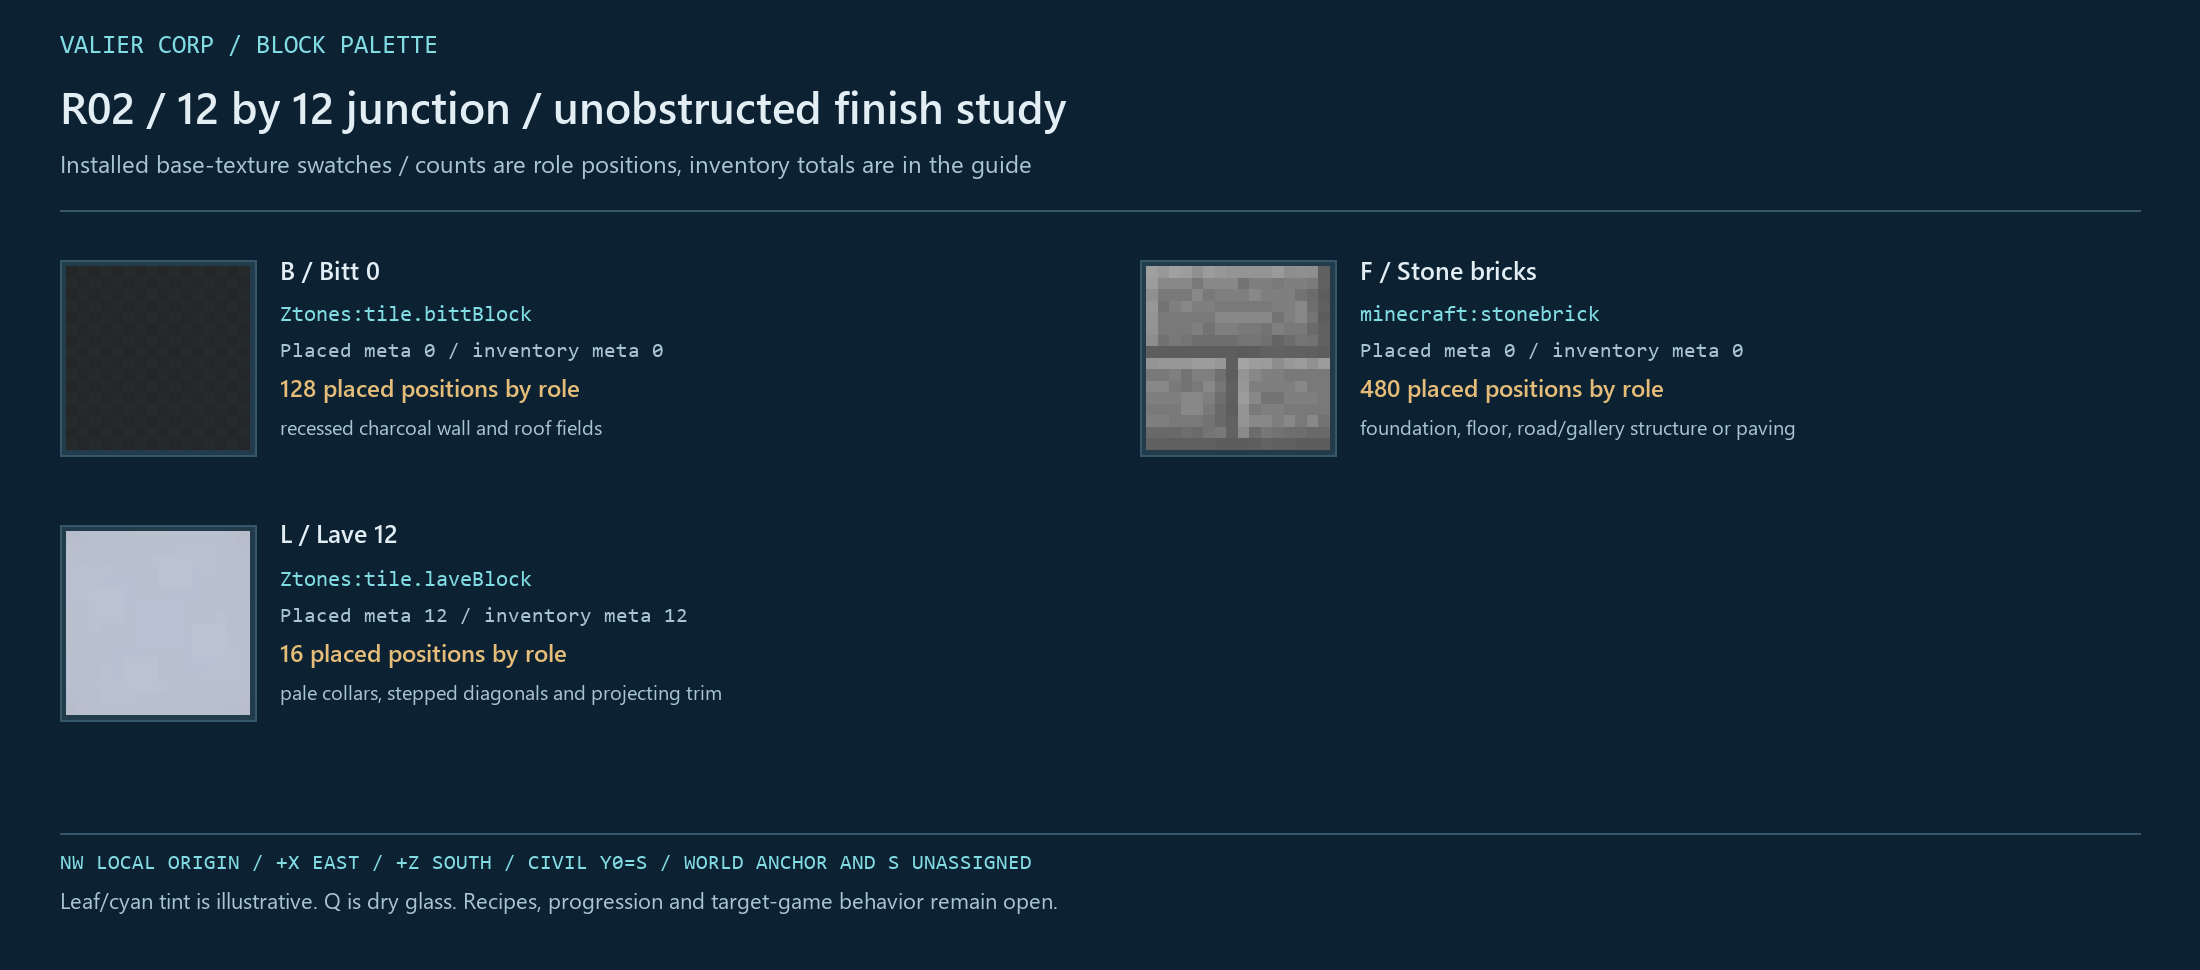 VALIER CORP / BLOCK PALETTE
R02 / 12 by 12 junction / unobstructed finish study
Installed base-texture swatches / counts are role positions, inventory totals are in the guide
B / Bitt 0
Ztones:tile.bittBlock
Placed meta 0 / inventory meta 0
128 placed positions by role
recessed charcoal wall and roof fields
F / Stone bricks
minecraft:stonebrick
Placed meta 0 / inventory meta 0
480 placed positions by role
foundation, floor, road/gallery structure or paving
L / Lave 12
Ztones:tile.laveBlock
Placed meta 12 / inventory meta 12
16 placed positions by role
pale collars, stepped diagonals and projecting trim
NW LOCAL ORIGIN / +X EAST / +Z SOUTH / CIVIL Y0=S / WORLD ANCHOR AND S UNASSIGNED
Leaf/cyan tint is illustrative. Q is dry glass. Recipes, progression and target-game behavior remain open.